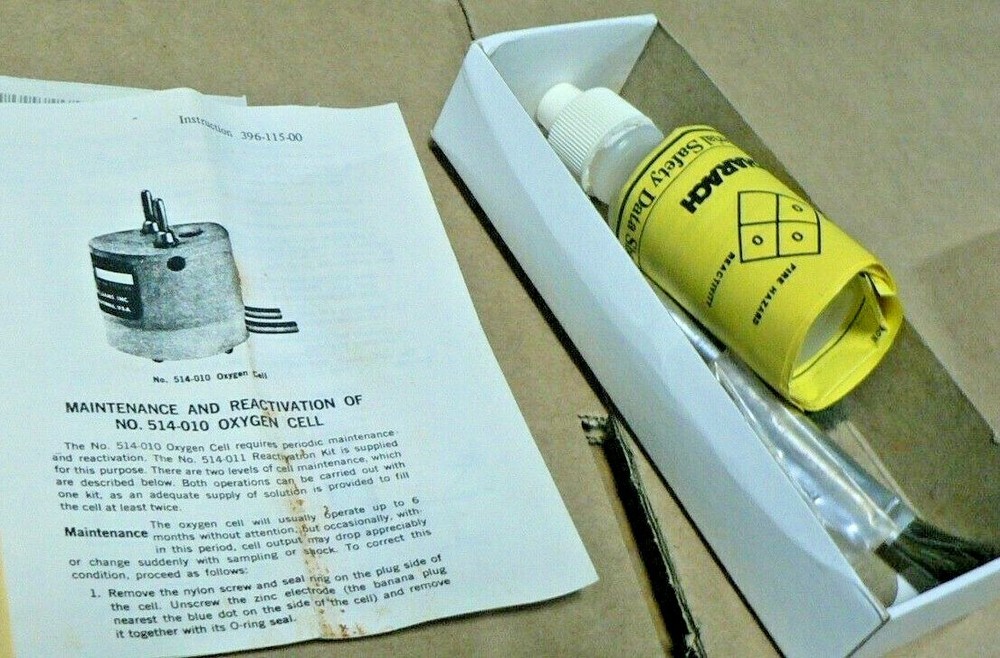 Instruction 396-115-00
No. 514-010 Oxygen Cell
MAINTENANCE AND REACTIVATION OF
NO. 514-010 OXYGEN CELL
The No. 514-010 Oxygen Cell requires periodic maintenance
and reactivation. The No. 514-011 Reactivation Kit is supplied
for this purpose. There are two levels of cell maintenance, which
are described below. Both operations can be carried out with
one kit, as an adequate supply of solution is provided to fill
the cell at least twice.
Maintenance The oxygen cell will usually operate up to 6
months without attention, but occasionally, with-
in this period, cell output may drop appreciably
or change suddenly with sampling or shock. To correct this
condition, proceed as follows:
1. Remove the nylon screw and seal ring on the plug side of
the cell. Unscrew the zinc electrode (the banana plug
nearest the blue dot on the side of the cell) and remove
it together with its O-ring seal.
Safety Data
HARACH
0
0 0
REACTIVITY
FIRE HAZARD